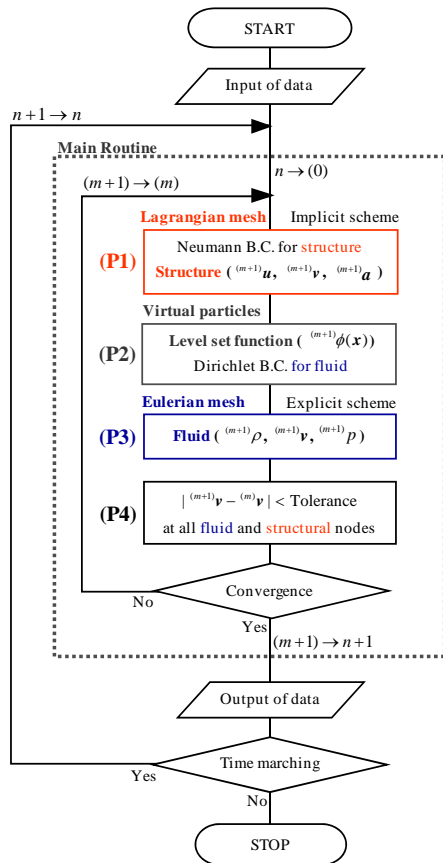 START
Input of data
n+1→n
Main Routine
n→(0)
(m+1)→(m)
Lagrangian mesh Implicit scheme
(P1)
Neumann B.C. for structure
Structure ( ⁽ᵐ⁺¹⁾u, ⁽ᵐ⁺¹⁾v, ⁽ᵐ⁺¹⁾a )
Virtual particles
(P2)
Level set function ( ⁽ᵐ⁺¹⁾ϕ(x))
Dirichlet B.C. for fluid
Eulerian mesh Explicit scheme
(P3)
Fluid ( ⁽ᵐ⁺¹⁾ρ, ⁽ᵐ⁺¹⁾v, ⁽ᵐ⁺¹⁾p )
(P4)
| ⁽ᵐ⁺¹⁾v – ⁽ᵐ⁾v | < Tolerance
at all fluid and structural nodes
Convergence
No
Yes
(m+1)→n+1
Output of data
Time marching
Yes
No
STOP